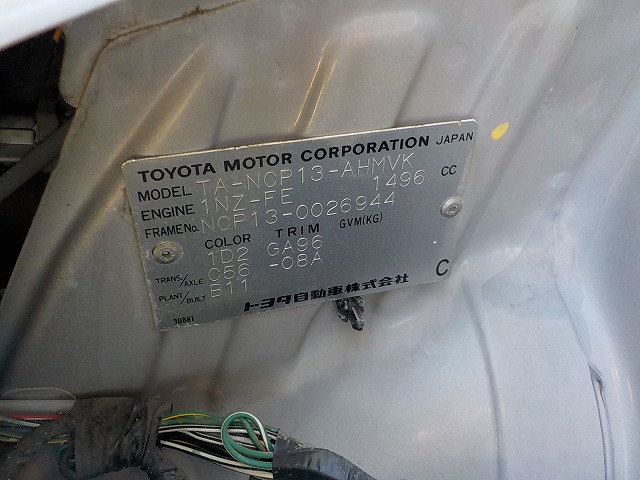 TOYOTA MOTOR CORPORATION JAPAN
MODEL TA-NCP13-AHMVK
ENGINE 1NZ-FE 1496 CC
FRAME No. NCP13-0026944
COLOR TRIM GVM(KG)
1D2 GA96
TRANS/AXLE C56 -08A
PLANT/BUILT B11
トヨタ自動車株式会社 C
30881